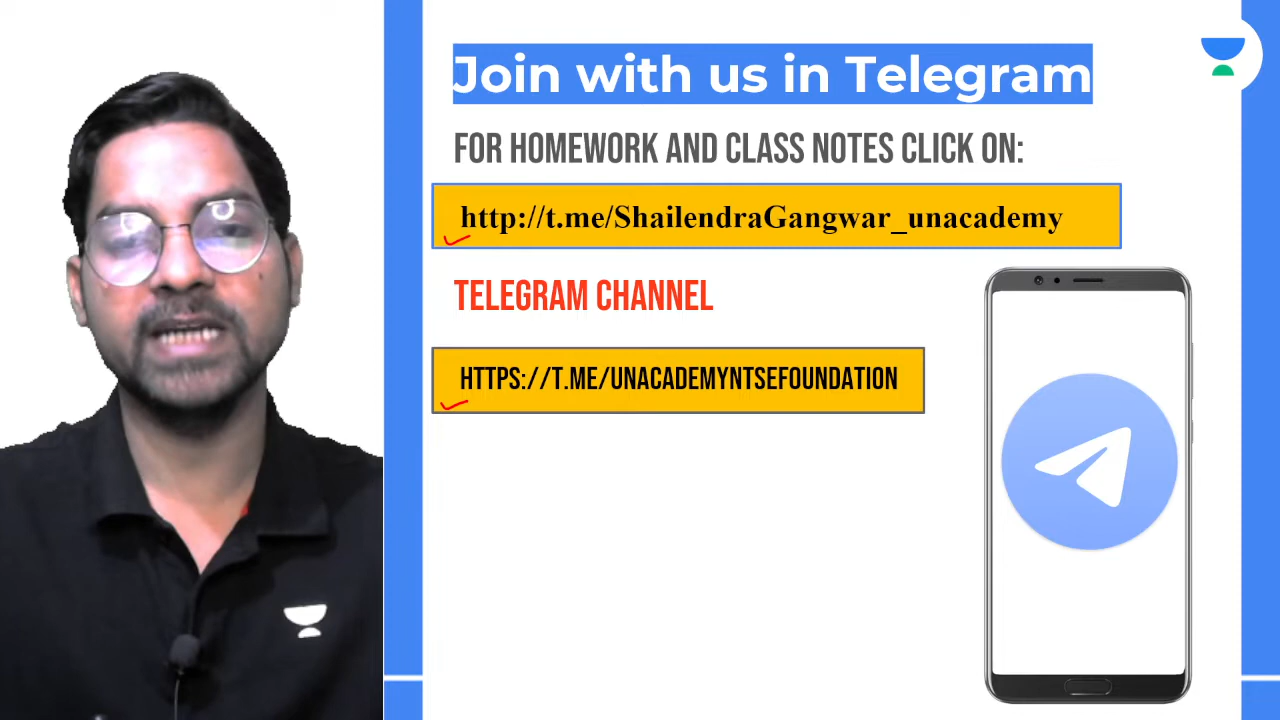 Join with us in Telegram
FOR HOMEWORK AND CLASS NOTES CLICK ON:
http://t.me/ShailendraGangwar_unacademy
TELEGRAM CHANNEL
HTTPS://T.ME/UNACADEMYNTSEFOUNDATION